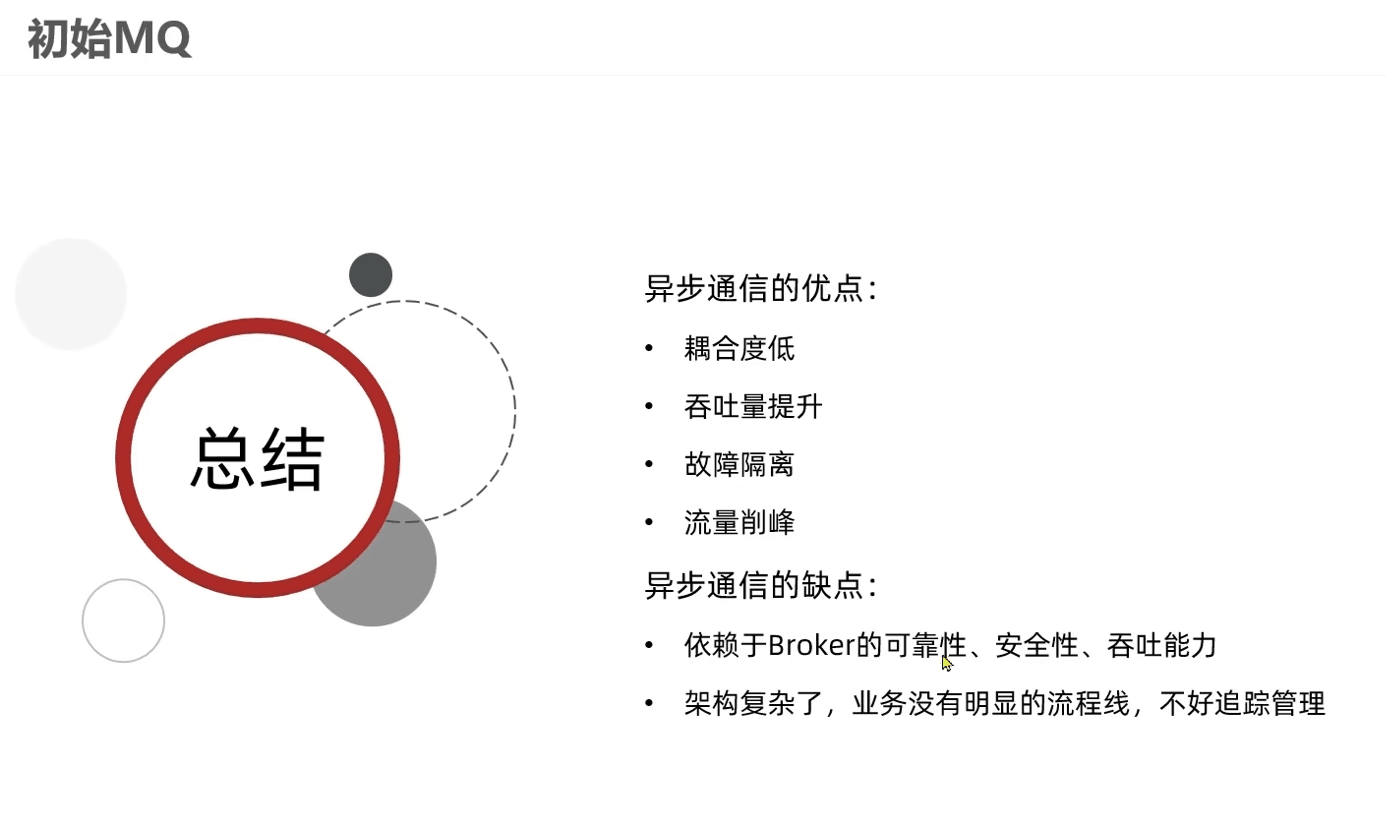 初始MQ
总结
异步通信的优点：
• 耦合度低
• 吞吐量提升
• 故障隔离
• 流量削峰
异步通信的缺点：
• 依赖于Broker的可靠性、安全性、吞吐能力
• 架构复杂了，业务没有明显的流程线，不好追踪管理